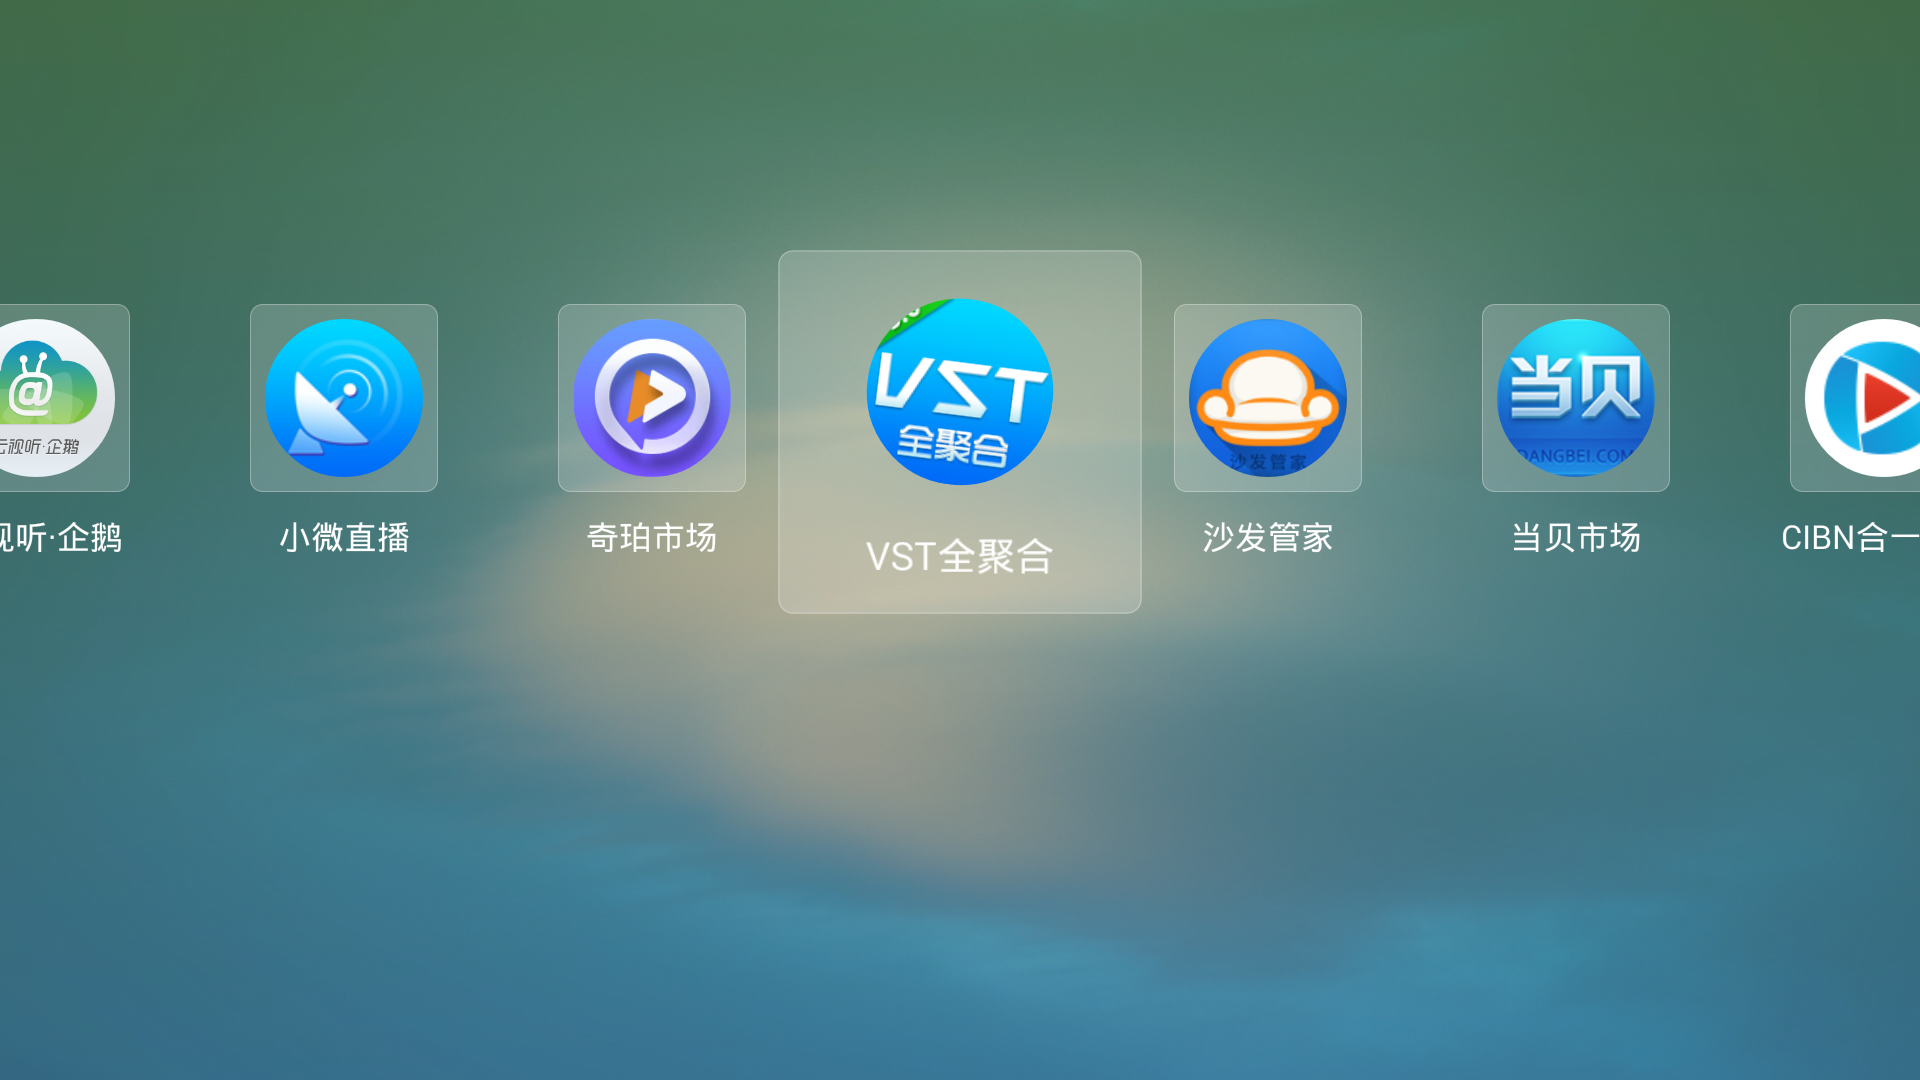 @
云视听·企鹅
视听·企鹅
小微直播
奇珀市场
VST
全聚合
VST全聚合
沙发管家
沙发管家
当贝
DANGBEI.COM
当贝市场
CIBN合一